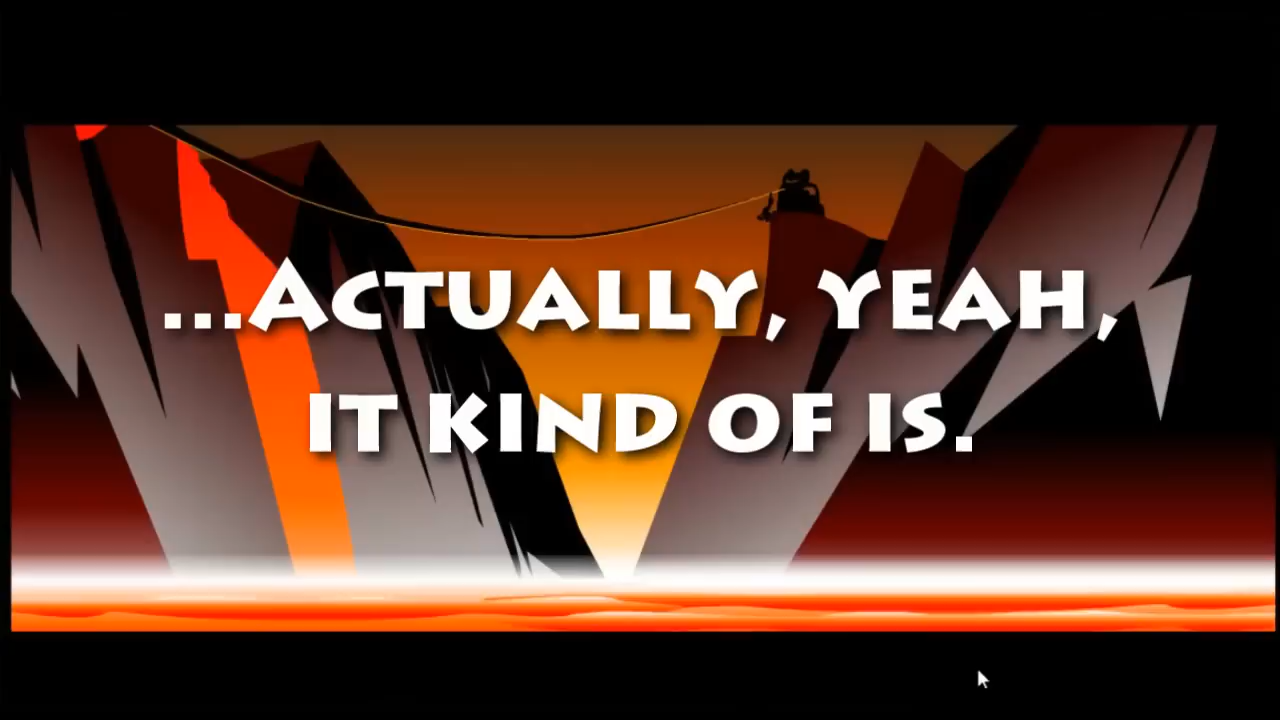 ...Actually, yeah,
it kind of is.